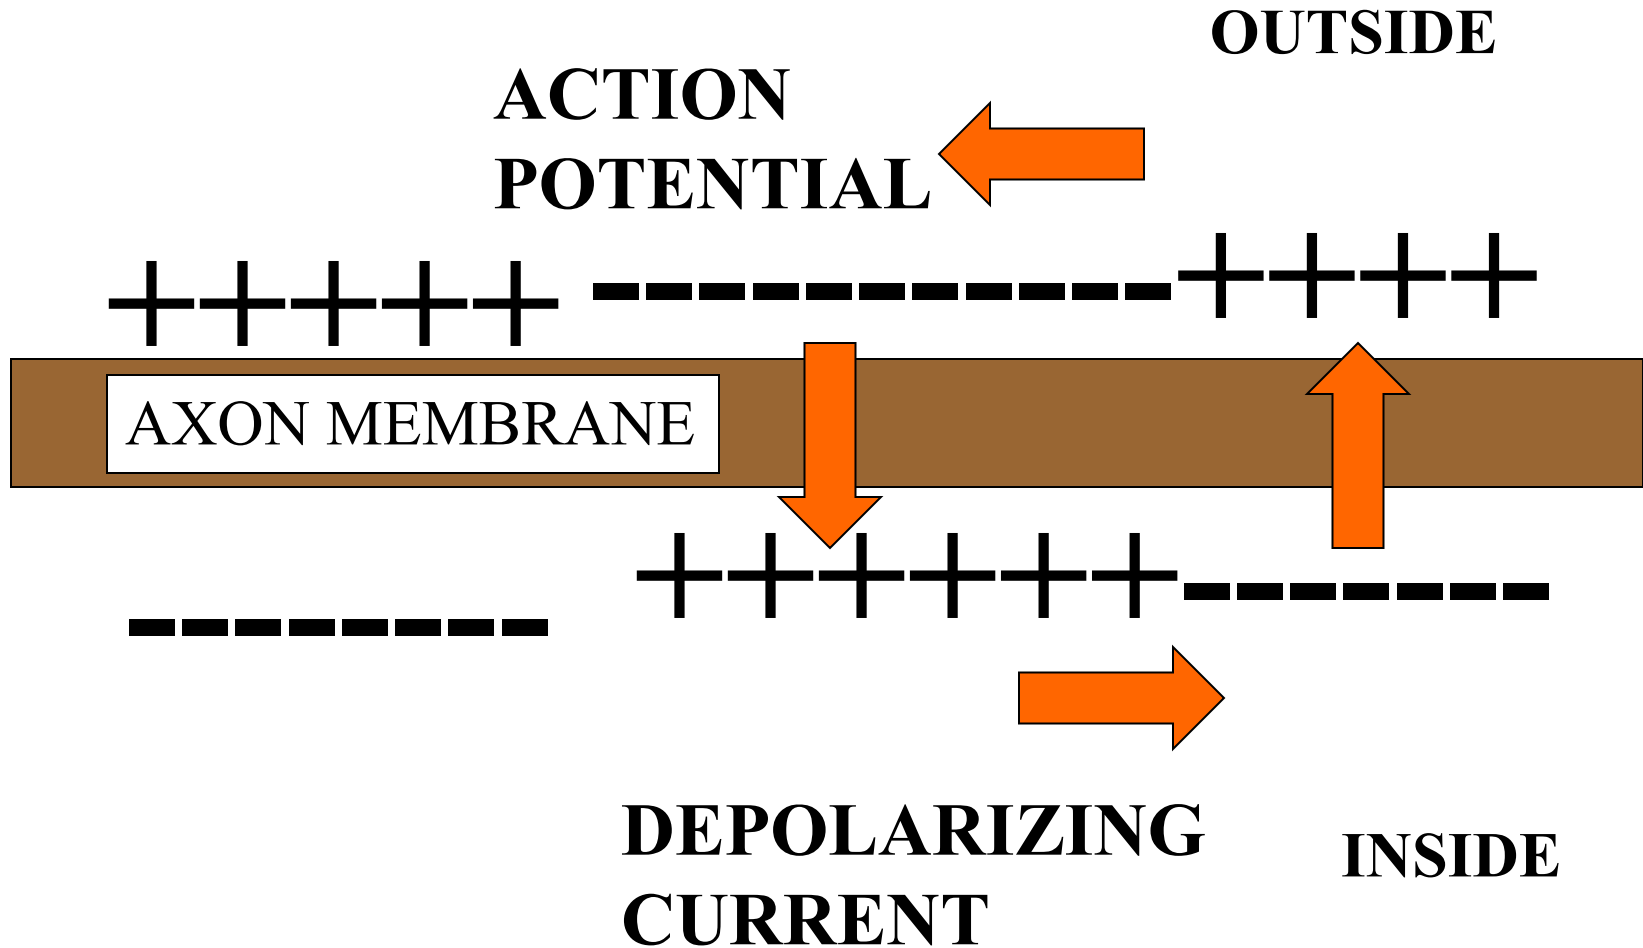 OUTSIDE
ACTION
POTENTIAL
+++++ ----------- ++++
AXON MEMBRANE
++++++ -------
--------
DEPOLARIZING
CURRENT
INSIDE